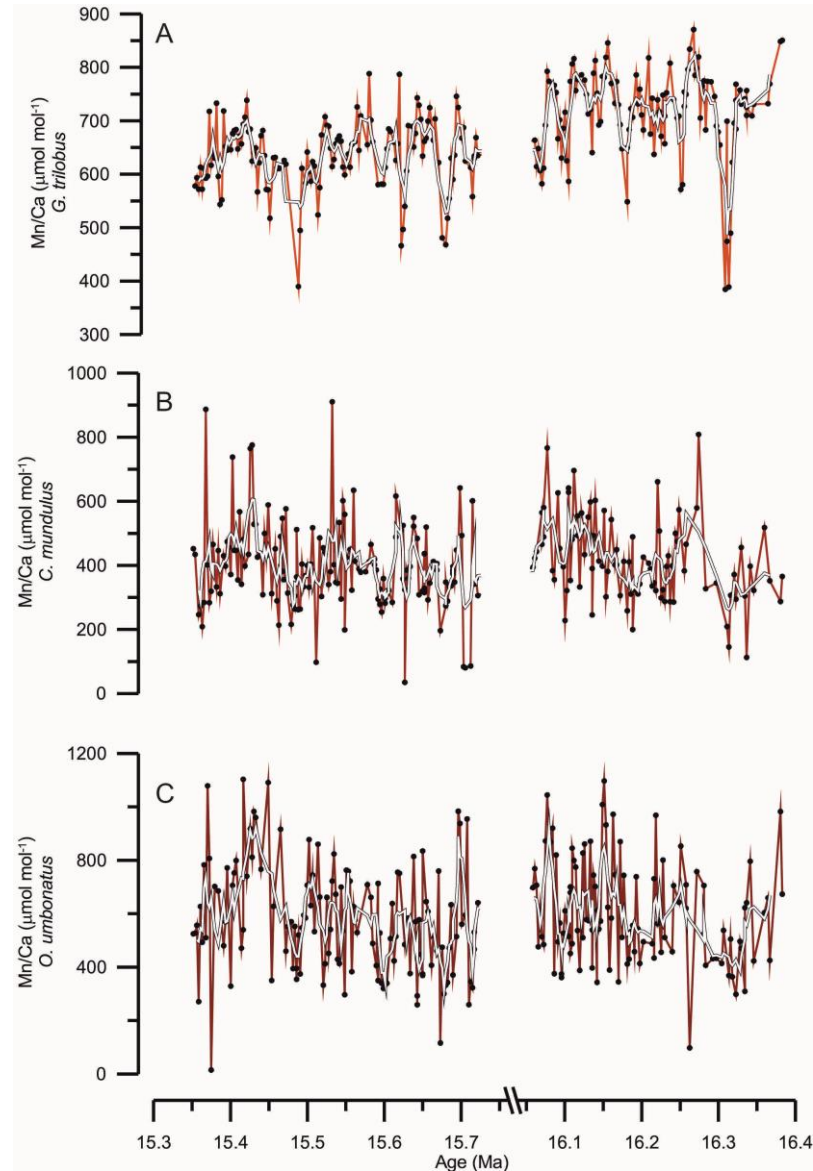 A
Mn/Ca (μmol mol⁻¹)
G. trilobus
900
800
700
600
500
400
300
B
Mn/Ca (μmol mol⁻¹)
C. mundulus
1000
800
600
400
200
0
C
Mn/Ca (μmol mol⁻¹)
O. umbonatus
1200
800
400
0
15.3 15.4 15.5 15.6 15.7 16.1 16.2 16.3 16.4
Age (Ma)